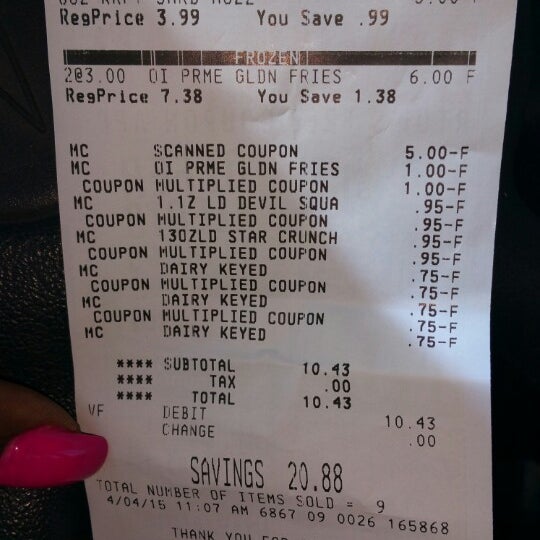 RegPrice 3.99 You Save .99
FROZEN
2@3.00 OI PRME GLDN FRIES 6.00 F
RegPrice 7.38 You Save 1.38
MC SCANNED COUPON 5.00-F
MC OI PRME GLDN FRIES 1.00-F
COUPON MULTIPLIED COUPON 1.00-F
MC 1.1Z LD DEVIL SQUA .95-F
COUPON MULTIPLIED COUPON .95-F
MC 13OZLD STAR CRUNCH .95-F
COUPON MULTIPLIED COUPON .95-F
MC DAIRY KEYED .75-F
COUPON MULTIPLIED COUPON .75-F
MC DAIRY KEYED .75-F
COUPON MULTIPLIED COUPON .75-F
MC DAIRY KEYED .75-F
**** SUBTOTAL 10.43
**** TAX .00
**** TOTAL 10.43
VF DEBIT 10.43
CHANGE .00
SAVINGS 20.88
TOTAL NUMBER OF ITEMS SOLD = 9
4/04/15 11:07 AM 6867 09 0026 165868
THANK YOU FOR